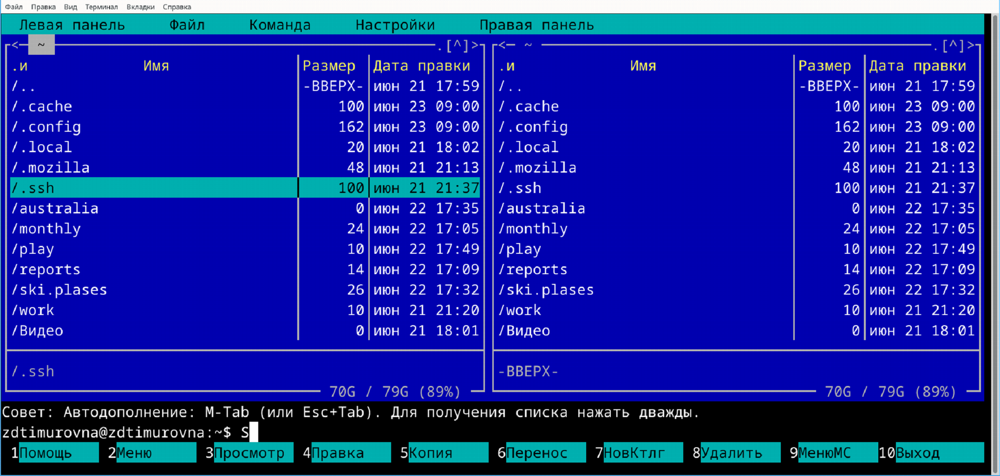 Файл Правка Вид Терминал Вкладки Справка
Левая панель Файл Команда Настройки Правая панель
<─ ~ ─.[^]> <─ ~ ─.[^]>
.и Имя Размер Дата правки .и Имя Размер Дата правки
/.. -ВВЕРХ- июн 21 17:59 /.. -ВВЕРХ- июн 21 17:59
/.cache 100 июн 23 09:00 /.cache 100 июн 23 09:00
/.config 162 июн 23 09:00 /.config 162 июн 23 09:00
/.local 20 июн 21 18:02 /.local 20 июн 21 18:02
/.mozilla 48 июн 21 21:13 /.mozilla 48 июн 21 21:13
/.ssh 100 июн 21 21:37 /.ssh 100 июн 21 21:37
/australia 0 июн 22 17:35 /australia 0 июн 22 17:35
/monthly 24 июн 22 17:05 /monthly 24 июн 22 17:05
/play 10 июн 22 17:49 /play 10 июн 22 17:49
/reports 14 июн 22 17:09 /reports 14 июн 22 17:09
/ski.plases 26 июн 22 17:32 /ski.plases 26 июн 22 17:32
/work 10 июн 21 21:20 /work 10 июн 21 21:20
/Видео 0 июн 21 18:01 /Видео 0 июн 21 18:01
/.ssh -ВВЕРХ-
70G / 79G (89%) 70G / 79G (89%)
Совет: Автодополнение: M-Tab (или Esc+Tab). Для получения списка нажать дважды.
zdtimurovna@zdtimurovna:~$ S
1Помощь 2Меню 3Просмотр 4Правка 5Копия 6Перенос 7НовКтлг 8Удалить 9МенюМС 10Выход